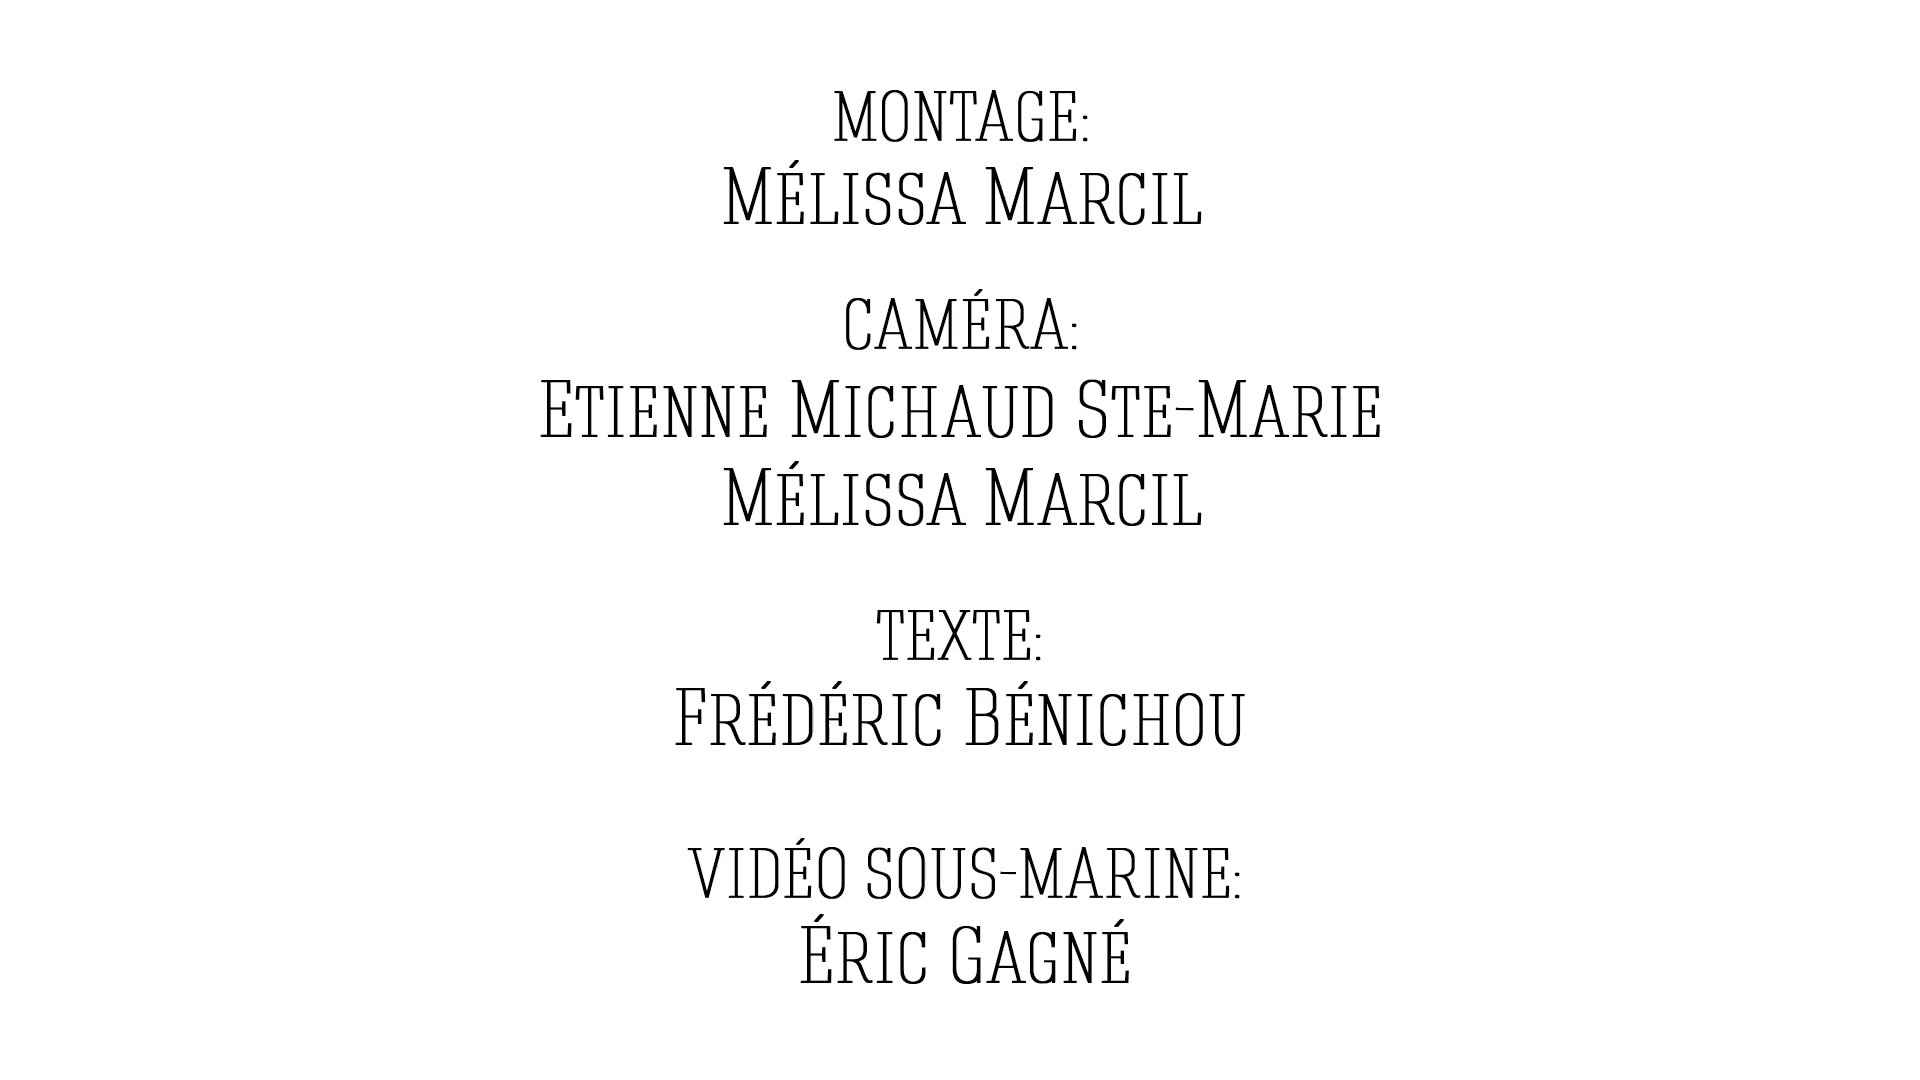 MONTAGE:
MÉLISSA MARCIL
CAMÉRA:
ETIENNE MICHAUD STE-MARIE
MÉLISSA MARCIL
TEXTE:
FRÉDÉRIC BÉNICHOU
VIDÉO SOUS-MARINE:
ÉRIC GAGNÉ